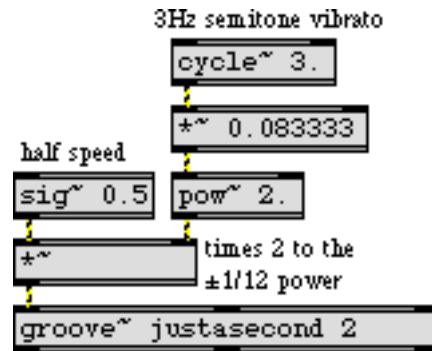 3Hz semitone vibrato
cycle~ 3.
*~ 0.083333
half speed
sig~ 0.5
pow~ 2.
*~
times 2 to the
±1/12 power
groove~ justasecond 2